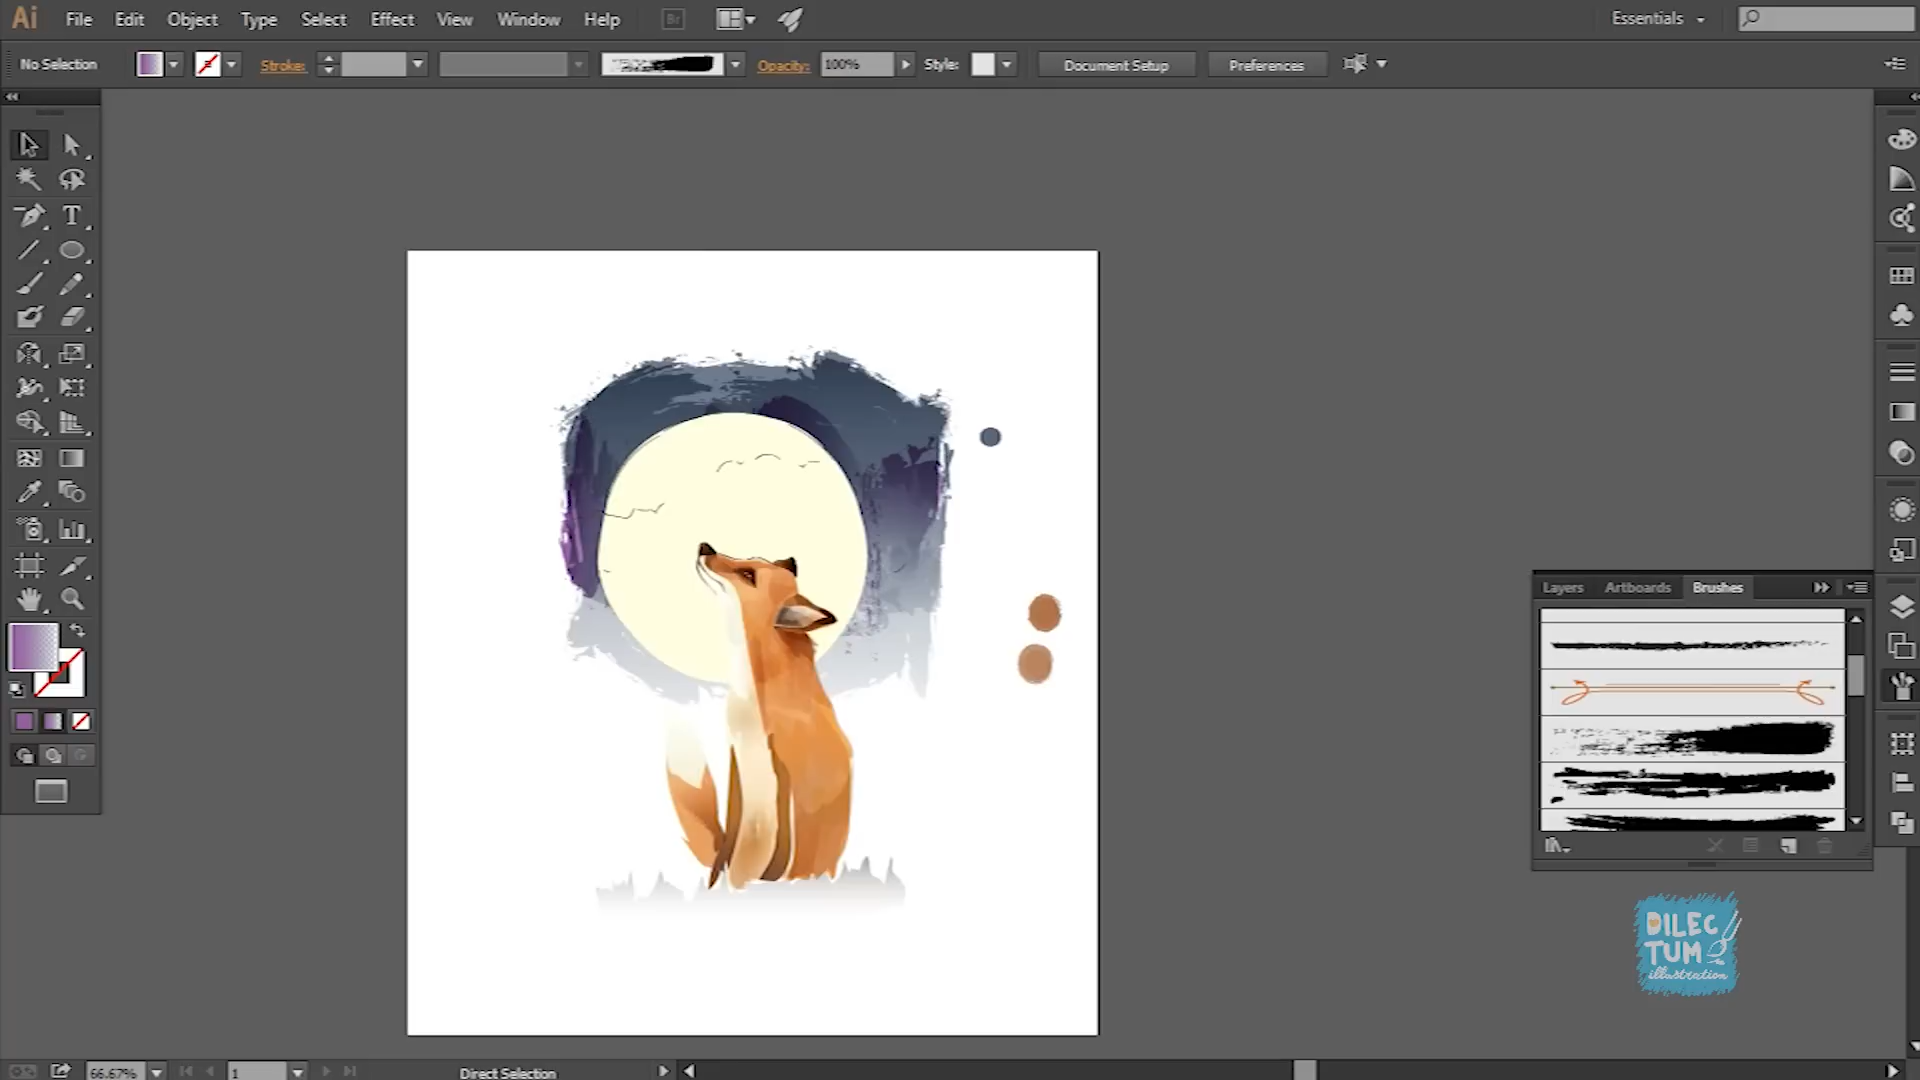 Ai File Edit Object Type Select Effect View Window Help Br Essentials
No Selection Stroke: Opacity: 100% Style: Document Setup Preferences
T
Layers Artboards Brushes
DILEC
TUM
illustration
66.67% 1 Direct Selection